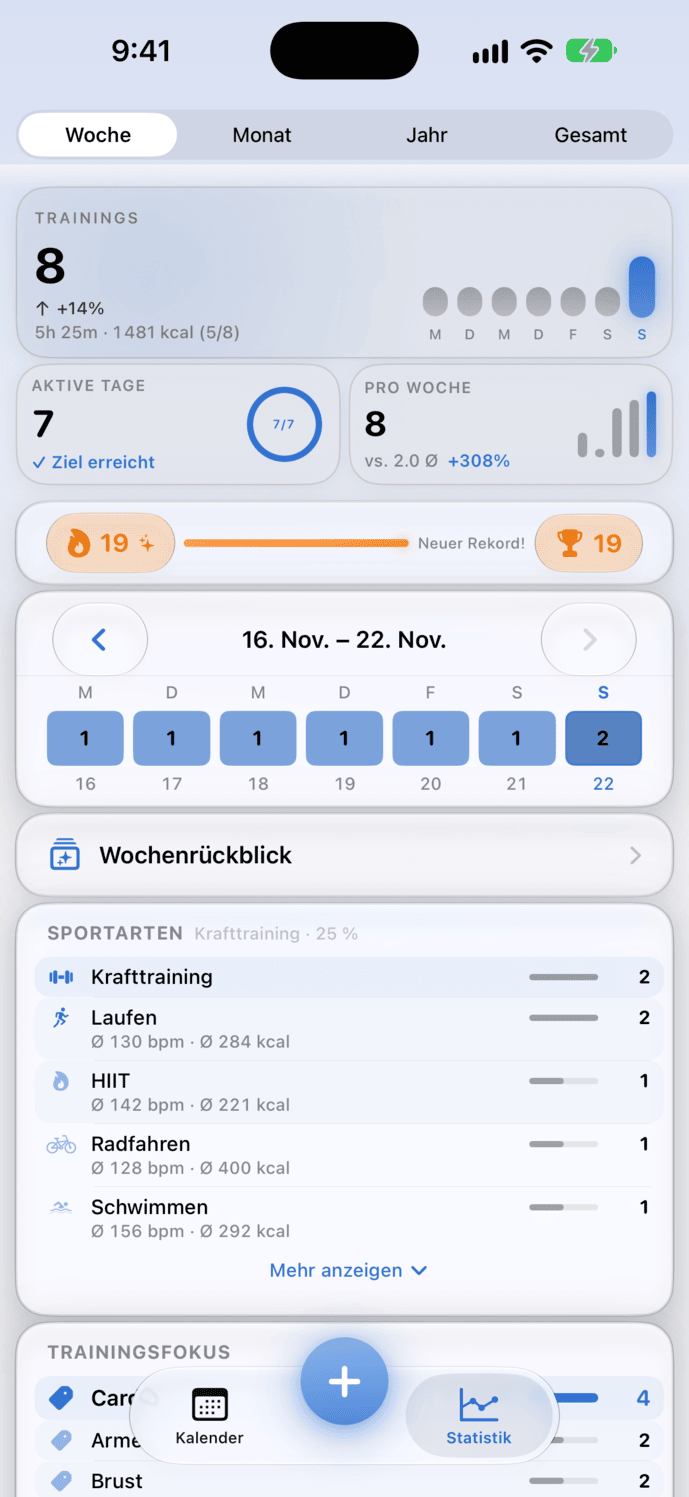 9:41
Woche Monat Jahr Gesamt
TRAININGS
8
↑ +14%
5h 25m · 1 481 kcal (5/8)
M D M D F S S
AKTIVE TAGE
7
✓ Ziel erreicht
7/7
PRO WOCHE
8
vs. 2.0 Ø +308%
19 Neuer Rekord! 19
16. Nov. – 22. Nov.
M D M D F S S
1 1 1 1 1 1 2
16 17 18 19 20 21 22
Wochenrückblick
SPORTARTEN Krafttraining · 25 %
Krafttraining 2
Laufen 2
Ø 130 bpm · Ø 284 kcal
HIIT 1
Ø 142 bpm · Ø 221 kcal
Radfahren 1
Ø 128 bpm · Ø 400 kcal
Schwimmen 1
Ø 156 bpm · Ø 292 kcal
Mehr anzeigen
TRAININGSFOKUS
4
2
Brust 2
Kalender Statistik